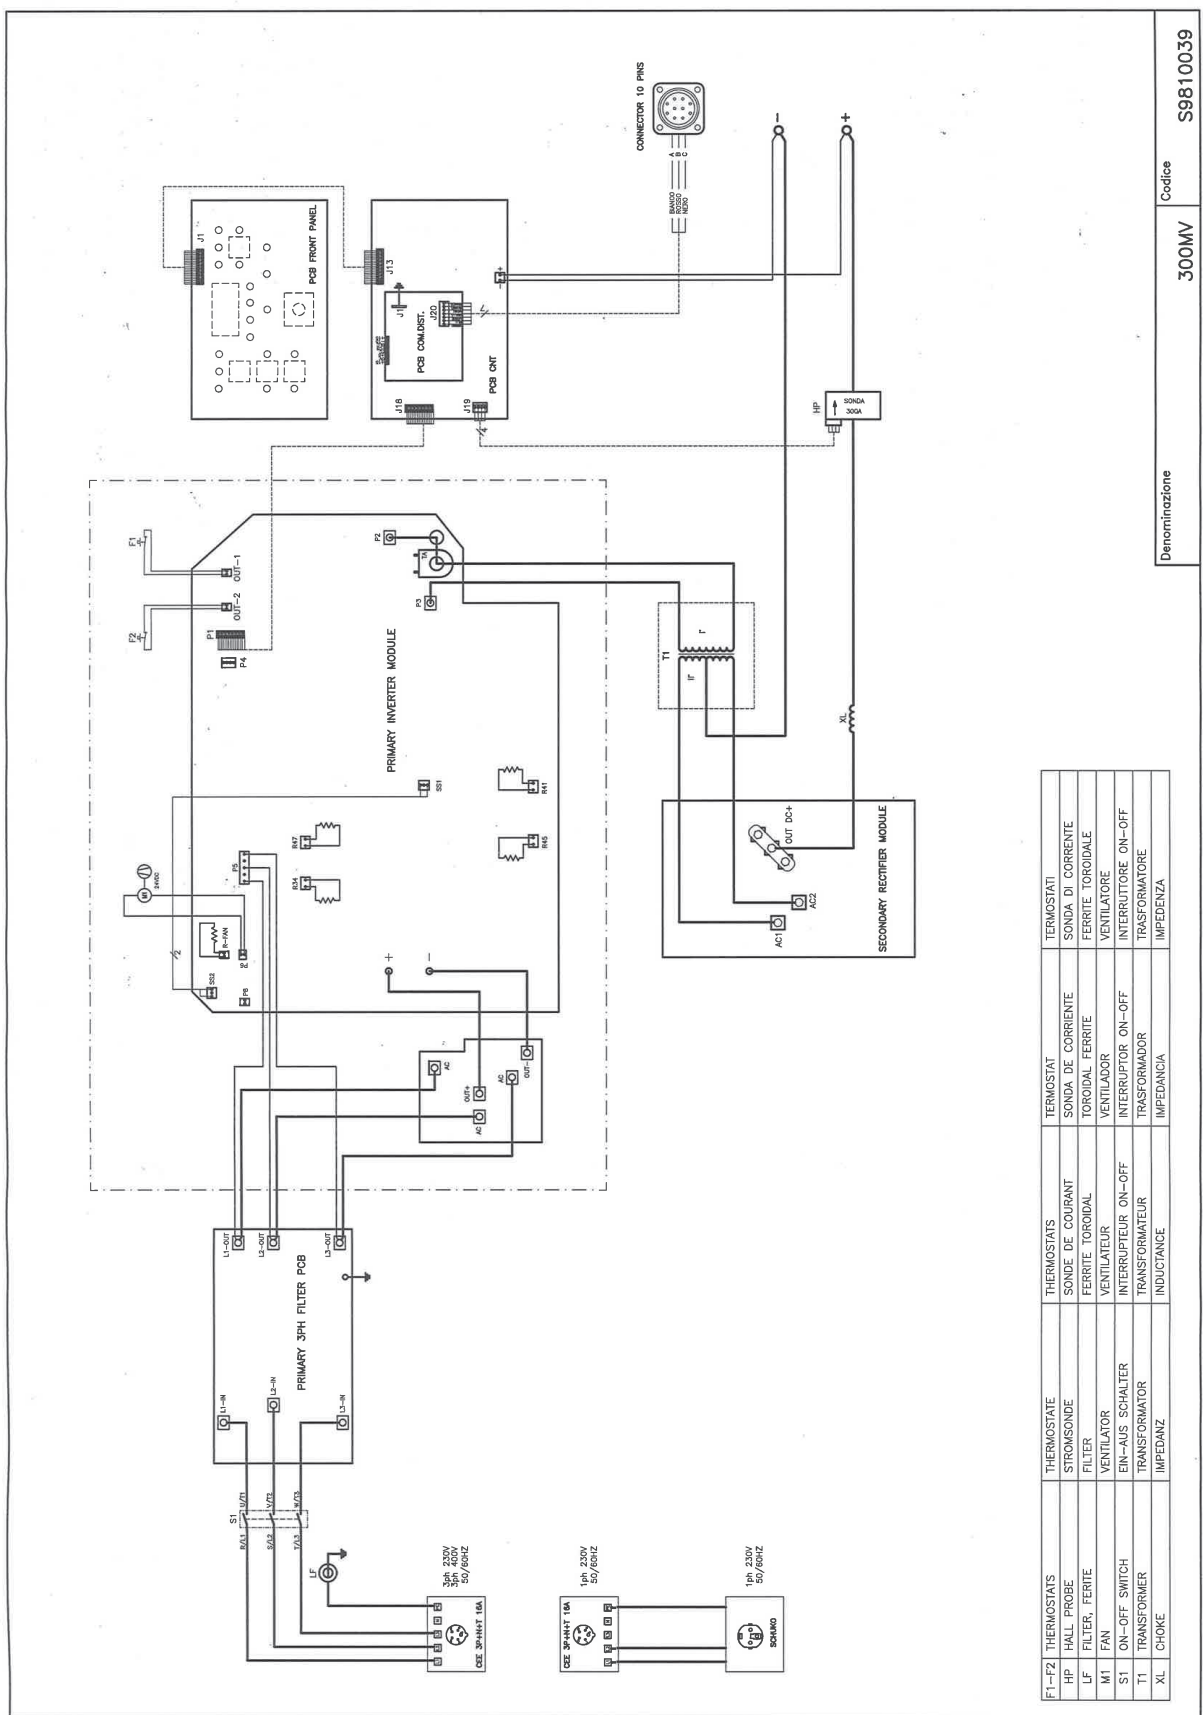 CONNECTOR 10 PINS
A
B
C
BIANCO
ROSSO
NERO
-
+
J1
PCB FRONT PANEL
J13
J1
J20
PCB COM.DIST.
7
- +
J18
J19
PCB CNT
4
HP
SONDA
300A
F1
OUT-1
F2
OUT-2
P1
P4
P2
TA
P3
PRIMARY INVERTER MODULE
T1
I'
II'
XL
SS1
R41
R45
R47
R34
P5
M1
24VDC
R-FAN
2
SS2
P6
+
-
OUT DC+
AC2
AC1
SECONDARY RECTIFIER MODULE
AC
OUT+
AC
AC
OUT-
L1-OUT
L2-OUT
L3-OUT
PRIMARY 3PH FILTER PCB
L1-IN
L2-IN
L3-IN
S1
U/T1
V/T2
W/T3
R/L1
S/L2
T/L3
LF
3ph 230V
3ph 400V
50/60HZ
CEE 3P+N+T 16A
1ph 230V
50/60HZ
CEE 3P+N+T 16A
1ph 230V
50/60HZ
SCHUKO
F1-F2 THERMOSTATS THERMOSTATE THERMOSTATS TERMOSTAT TERMOSTATI
HP HALL PROBE STROMSONDE SONDE DE COURANT SONDA DE CORRIENTE SONDA DI CORRENTE
LF FILTER, FERITE FILTER FERRITE TOROIDAL TOROIDAL FERRITE FERRITE TOROIDALE
M1 FAN VENTILATOR VENTILATEUR VENTILADOR VENTILATORE
S1 ON-OFF SWITCH EIN-AUS SCHALTER INTERRUPTEUR ON-OFF INTERRUPTOR ON-OFF INTERRUTTORE ON-OFF
T1 TRANSFORMER TRANSFORMATOR TRANSFORMATEUR TRASFORMADOR TRASFORMATORE
XL CHOKE IMPEDANZ INDUCTANCE IMPEDANCIA IMPEDENZA
Denominazione
300MV
Codice
S9810039